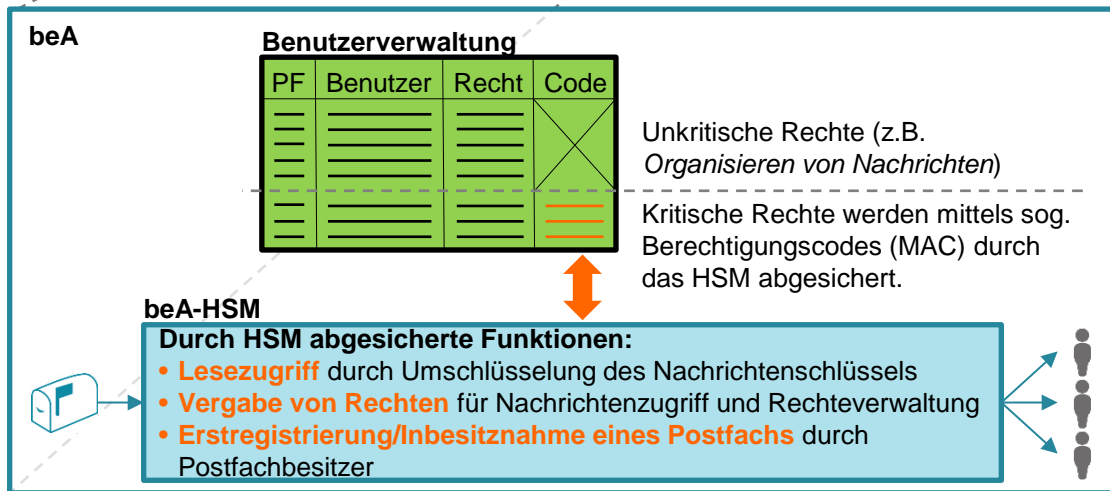 beA
Benutzerverwaltung
PF Benutzer Recht Code
Unkritische Rechte (z.B.
Organisieren von Nachrichten)
Kritische Rechte werden mittels sog.
Berechtigungscodes (MAC) durch
das HSM abgesichert.
beA-HSM
Durch HSM abgesicherte Funktionen:
• Lesezugriff durch Umschlüsselung des Nachrichtenschlüssels
• Vergabe von Rechten für Nachrichtenzugriff und Rechteverwaltung
• Erstregistrierung/Inbesitznahme eines Postfachs durch
Postfachbesitzer